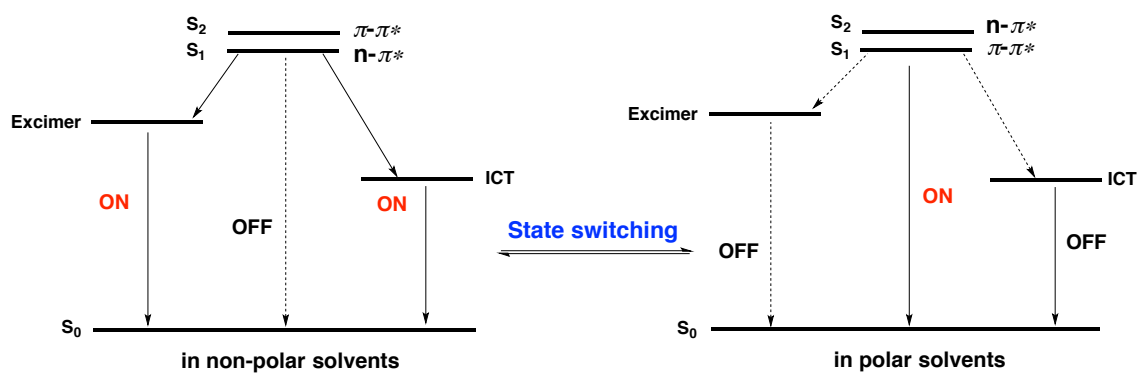 S₂ π-π*
S₁ n-π*
Excimer
ICT
ON
ON
OFF
S₀
in non-polar solvents
State switching
S₂ n-π*
S₁ π-π*
Excimer
ICT
ON
OFF
OFF
S₀
in polar solvents